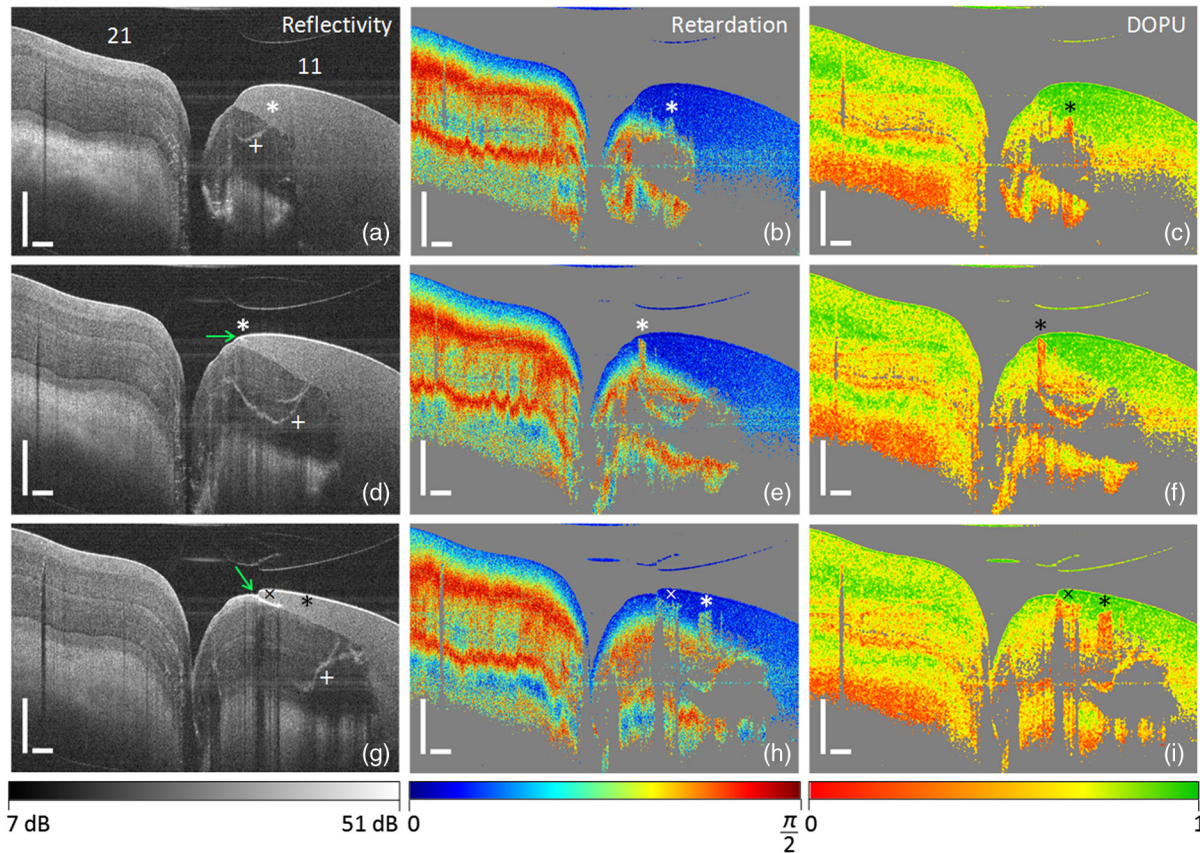 21
11
Reflectivity
Retardation
DOPU
*
*
*
+
(a)
(b)
(c)
*
*
*
+
(d)
(e)
(f)
×
*
×
*
×
*
+
(g)
(h)
(i)
7 dB
51 dB
0
π/2
0
1